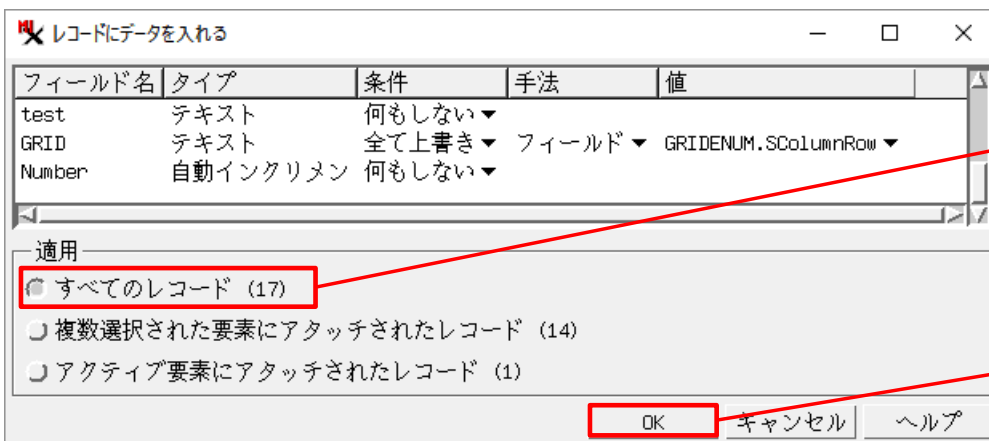 レコードにデータを入れる
フィールド名 タイプ 条件 手法 値
test テキスト 何もしない▼
GRID テキスト 全て上書き▼ フィールド▼ GRIDENUM.SColumnRow▼
Number 自動インクリメン 何もしない▼
適用
すべてのレコード (17)
複数選択された要素にアタッチされたレコード (14)
アクティブ要素にアタッチされたレコード (1)
OK キャンセル ヘルプ